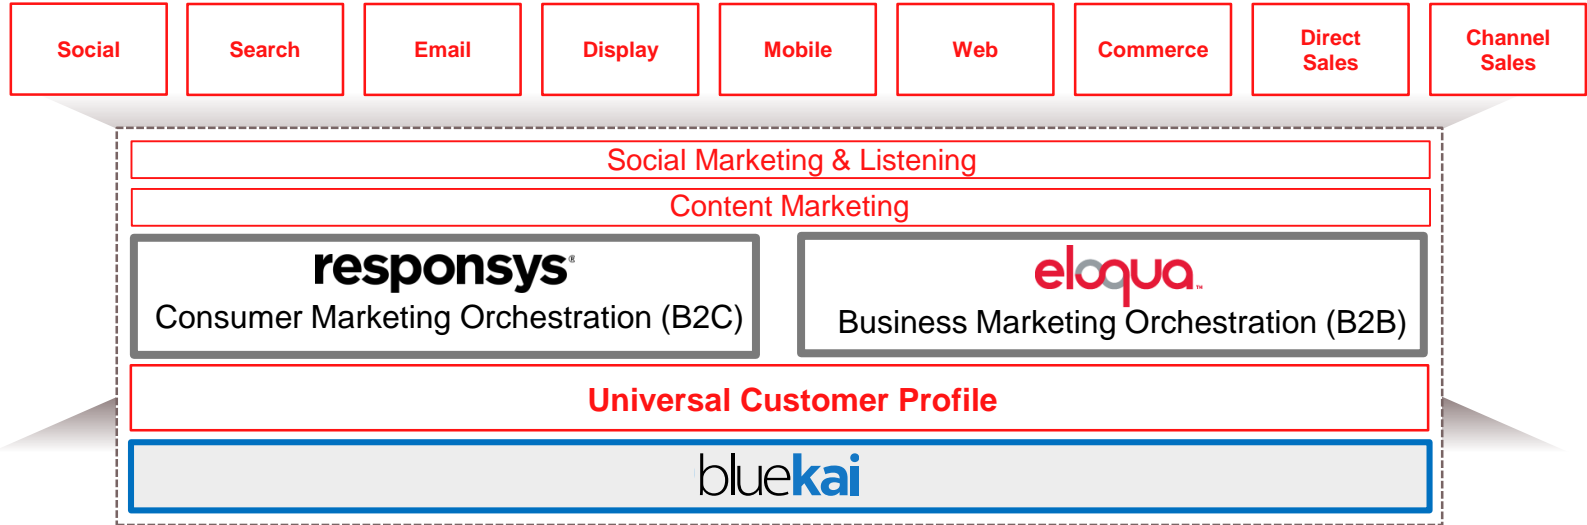 Social
Search
Email
Display
Mobile
Web
Commerce
Direct
Sales
Channel
Sales
Social Marketing & Listening
Content Marketing
responsys®
Consumer Marketing Orchestration (B2C)
eloqua™
Business Marketing Orchestration (B2B)
Universal Customer Profile
bluekai